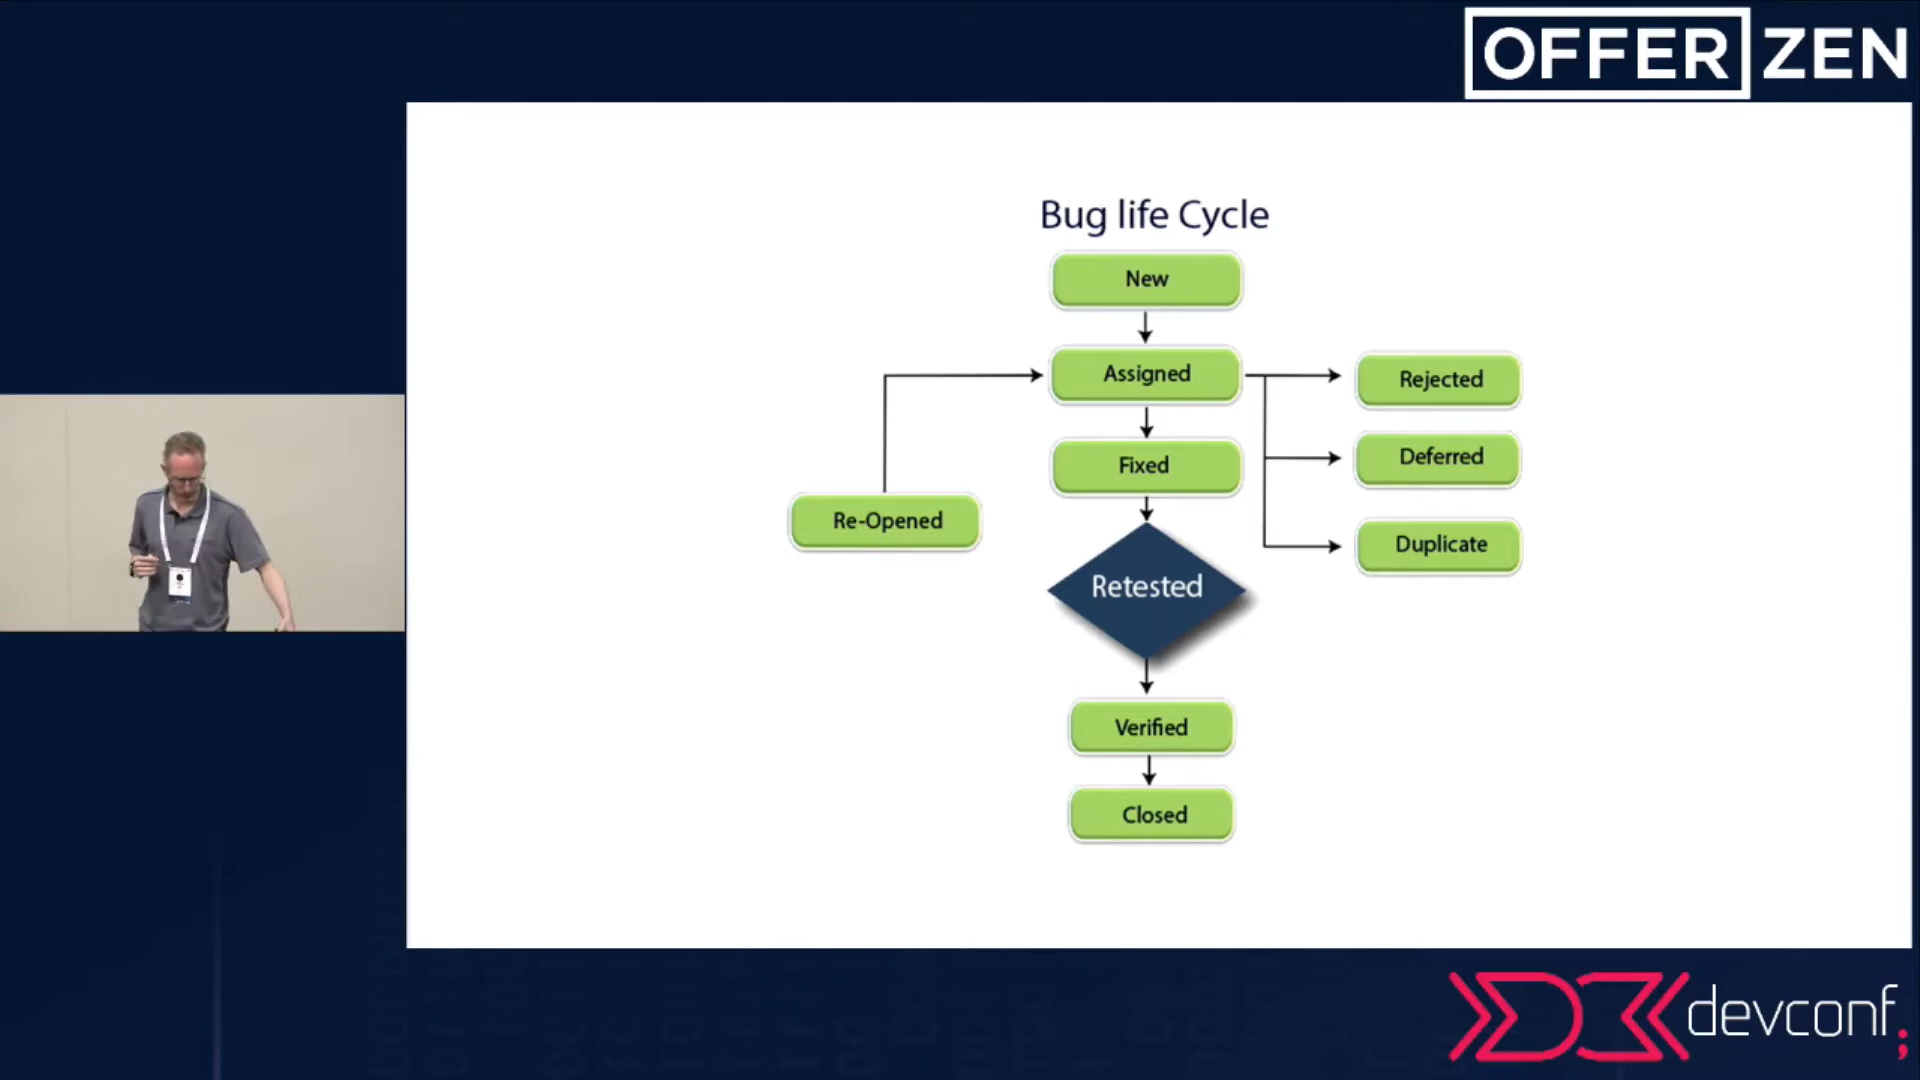 OFFER ZEN
Bug life Cycle
New
Assigned
Rejected
Fixed
Deferred
Re-Opened
Duplicate
Retested
Verified
Closed
devconf;